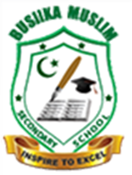 BUSIIKA MUSLIM
SECONDARY SCHOOL
INSPIRE TO EXCEL